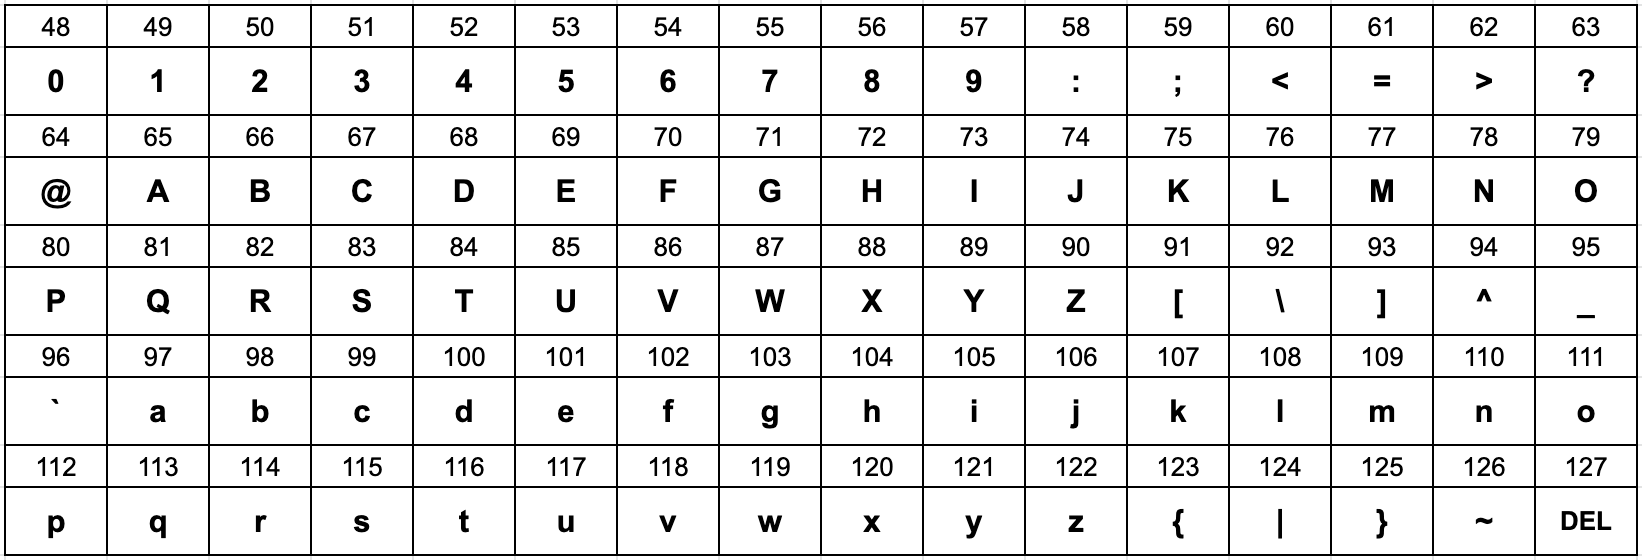 48 49 50 51 52 53 54 55 56 57 58 59 60 61 62 63
0 1 2 3 4 5 6 7 8 9 : ; < = > ?
64 65 66 67 68 69 70 71 72 73 74 75 76 77 78 79
@ A B C D E F G H I J K L M N O
80 81 82 83 84 85 86 87 88 89 90 91 92 93 94 95
P Q R S T U V W X Y Z [ \ ] ^ _
96 97 98 99 100 101 102 103 104 105 106 107 108 109 110 111
` a b c d e f g h i j k l m n o
112 113 114 115 116 117 118 119 120 121 122 123 124 125 126 127
p q r s t u v w x y z { | } ~ DEL